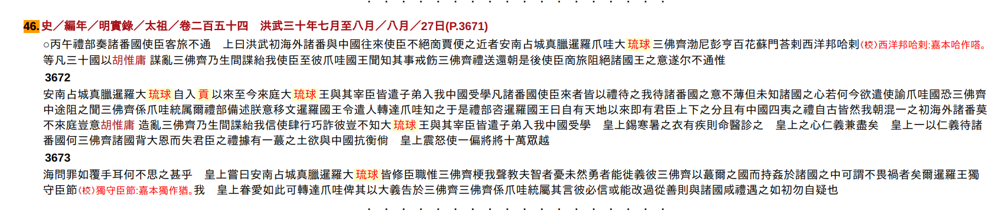 46.史／編年／明實錄／太祖／卷二百五十四　洪武三十年七月至八月／八月／27日(P.3671)
○丙午禮部奏諸番國使臣客旅不通　上曰洪武初海外諸番與中國往來使臣不絕啇賈便之近者安南占城真臘暹羅爪哇大琉球三佛齊渤尼彭亨百花蘇門荅剌西洋邦哈剌(校)西洋邦哈剌:嘉本哈作嗒。
等凡三十國以胡惟庸 謀亂三佛齊乃生間諜紿我使臣至彼爪哇國王聞知其事戒飭三佛齊禮送還朝是後使臣啇旅阻絕諸國王之意遂尔不通惟
3672
安南占城真臘暹羅大琉球自入貢以來至今來庭大琉球王與其宰臣皆遣子弟入我中國受學凡諸番國使臣來者皆以禮待之我待諸番國之意不薄但未知諸國之心若何今欲遣使諭爪哇國恐三佛齊
中途阻之聞三佛齊係爪哇統属爾禮部備述朕意移文暹羅國王令遣人轉達爪哇知之于是禮部咨暹羅國王曰自有天地以來即有君臣上下之分且有中國四夷之禮自古皆然我朝混一之初海外諸番莫
不來庭豈意胡惟庸 造亂三佛齊乃生間諜紿我信使肆行巧詐彼豈不知大琉球王與其宰臣皆遣子弟入我中國受學　皇上錫寒暑之衣有疾則命醫診之　皇上之心仁義兼盡矣　皇上一以仁義待諸
番國何三佛齊諸國背大恩而失君臣之禮據有一蕞之土欲與中國抗衡倘　皇上震怒使一偏將將十萬眾越
3673
海問罪如覆手耳何不思之甚乎　皇上嘗曰安南占城真臘暹羅大琉球皆修臣職惟三佛齊梗我聲教夫智者憂未然勇者能徙義彼三佛齊以蕞爾之國而持姦於諸國之中可謂不畏禍者矣爾暹羅王獨
守臣節(校)獨守臣節:嘉本獨作猶。我　皇上眷愛如此可轉達爪哇俾其以大義告於三佛齊三佛齊係爪哇統屬其言彼必信或能改過從善則與諸國咸禮遇之如初勿自疑也